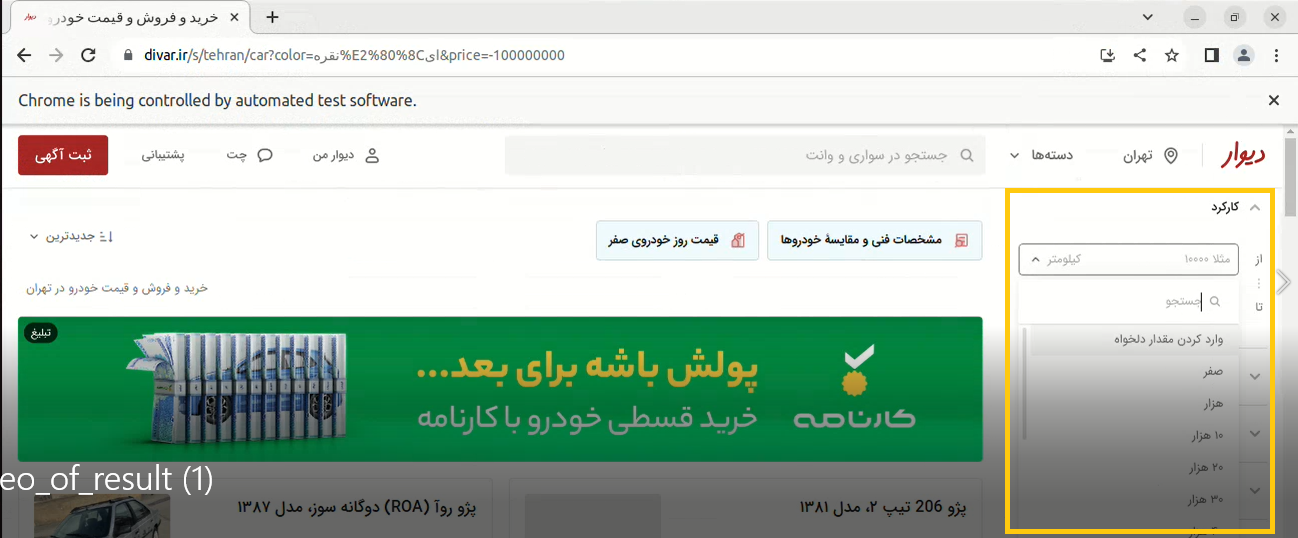 خرید و فروش و قیمت خودرو
divar.ir/s/tehran/car?color=نقره%E2%80%8Cای&price=-100000000
Chrome is being controlled by automated test software.
دیوار
تهران
دسته‌ها
جستجو در سواری و وانت
دیوار من
چت
پشتیبانی
ثبت آگهی
کارکرد
از
مثلا ۱۰۰۰۰
کیلومتر
جستجو
تا
وارد کردن مقدار دلخواه
صفر
هزار
۱۰ هزار
۲۰ هزار
۳۰ هزار
مشخصات فنی و مقایسهٔ خودروها
قیمت روز خودروی صفر
جدیدترین
خرید و فروش و قیمت خودرو در تهران
تبلیغ
پولش باشه برای بعد...
خرید قسطی خودرو با کارنامه
کارنامه
پژو 206 تیپ ۲، مدل ۱۳۸۱
پژو روآ (ROA) دوگانه سوز، مدل ۱۳۸۷
eo_of_result (1)